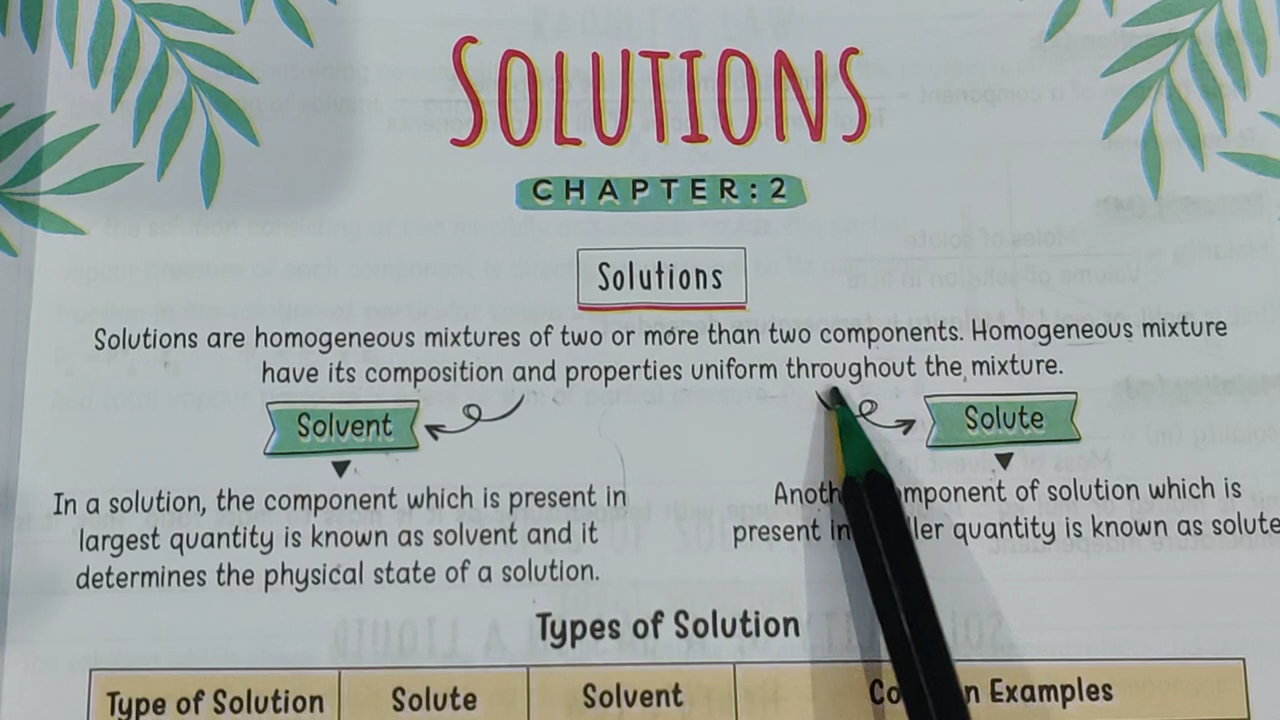 SOLUTIONS
CHAPTER:2
Solutions
Solutions are homogeneous mixtures of two or more than two components. Homogeneous mixture
have its composition and properties uniform throughout the mixture.
Solvent
In a solution, the component which is present in
largest quantity is known as solvent and it
determines the physical state of a solution.
Solute
component of solution which is
present in quantity is known as solute
Types of Solution
Type of Solution Solute Solvent Examples